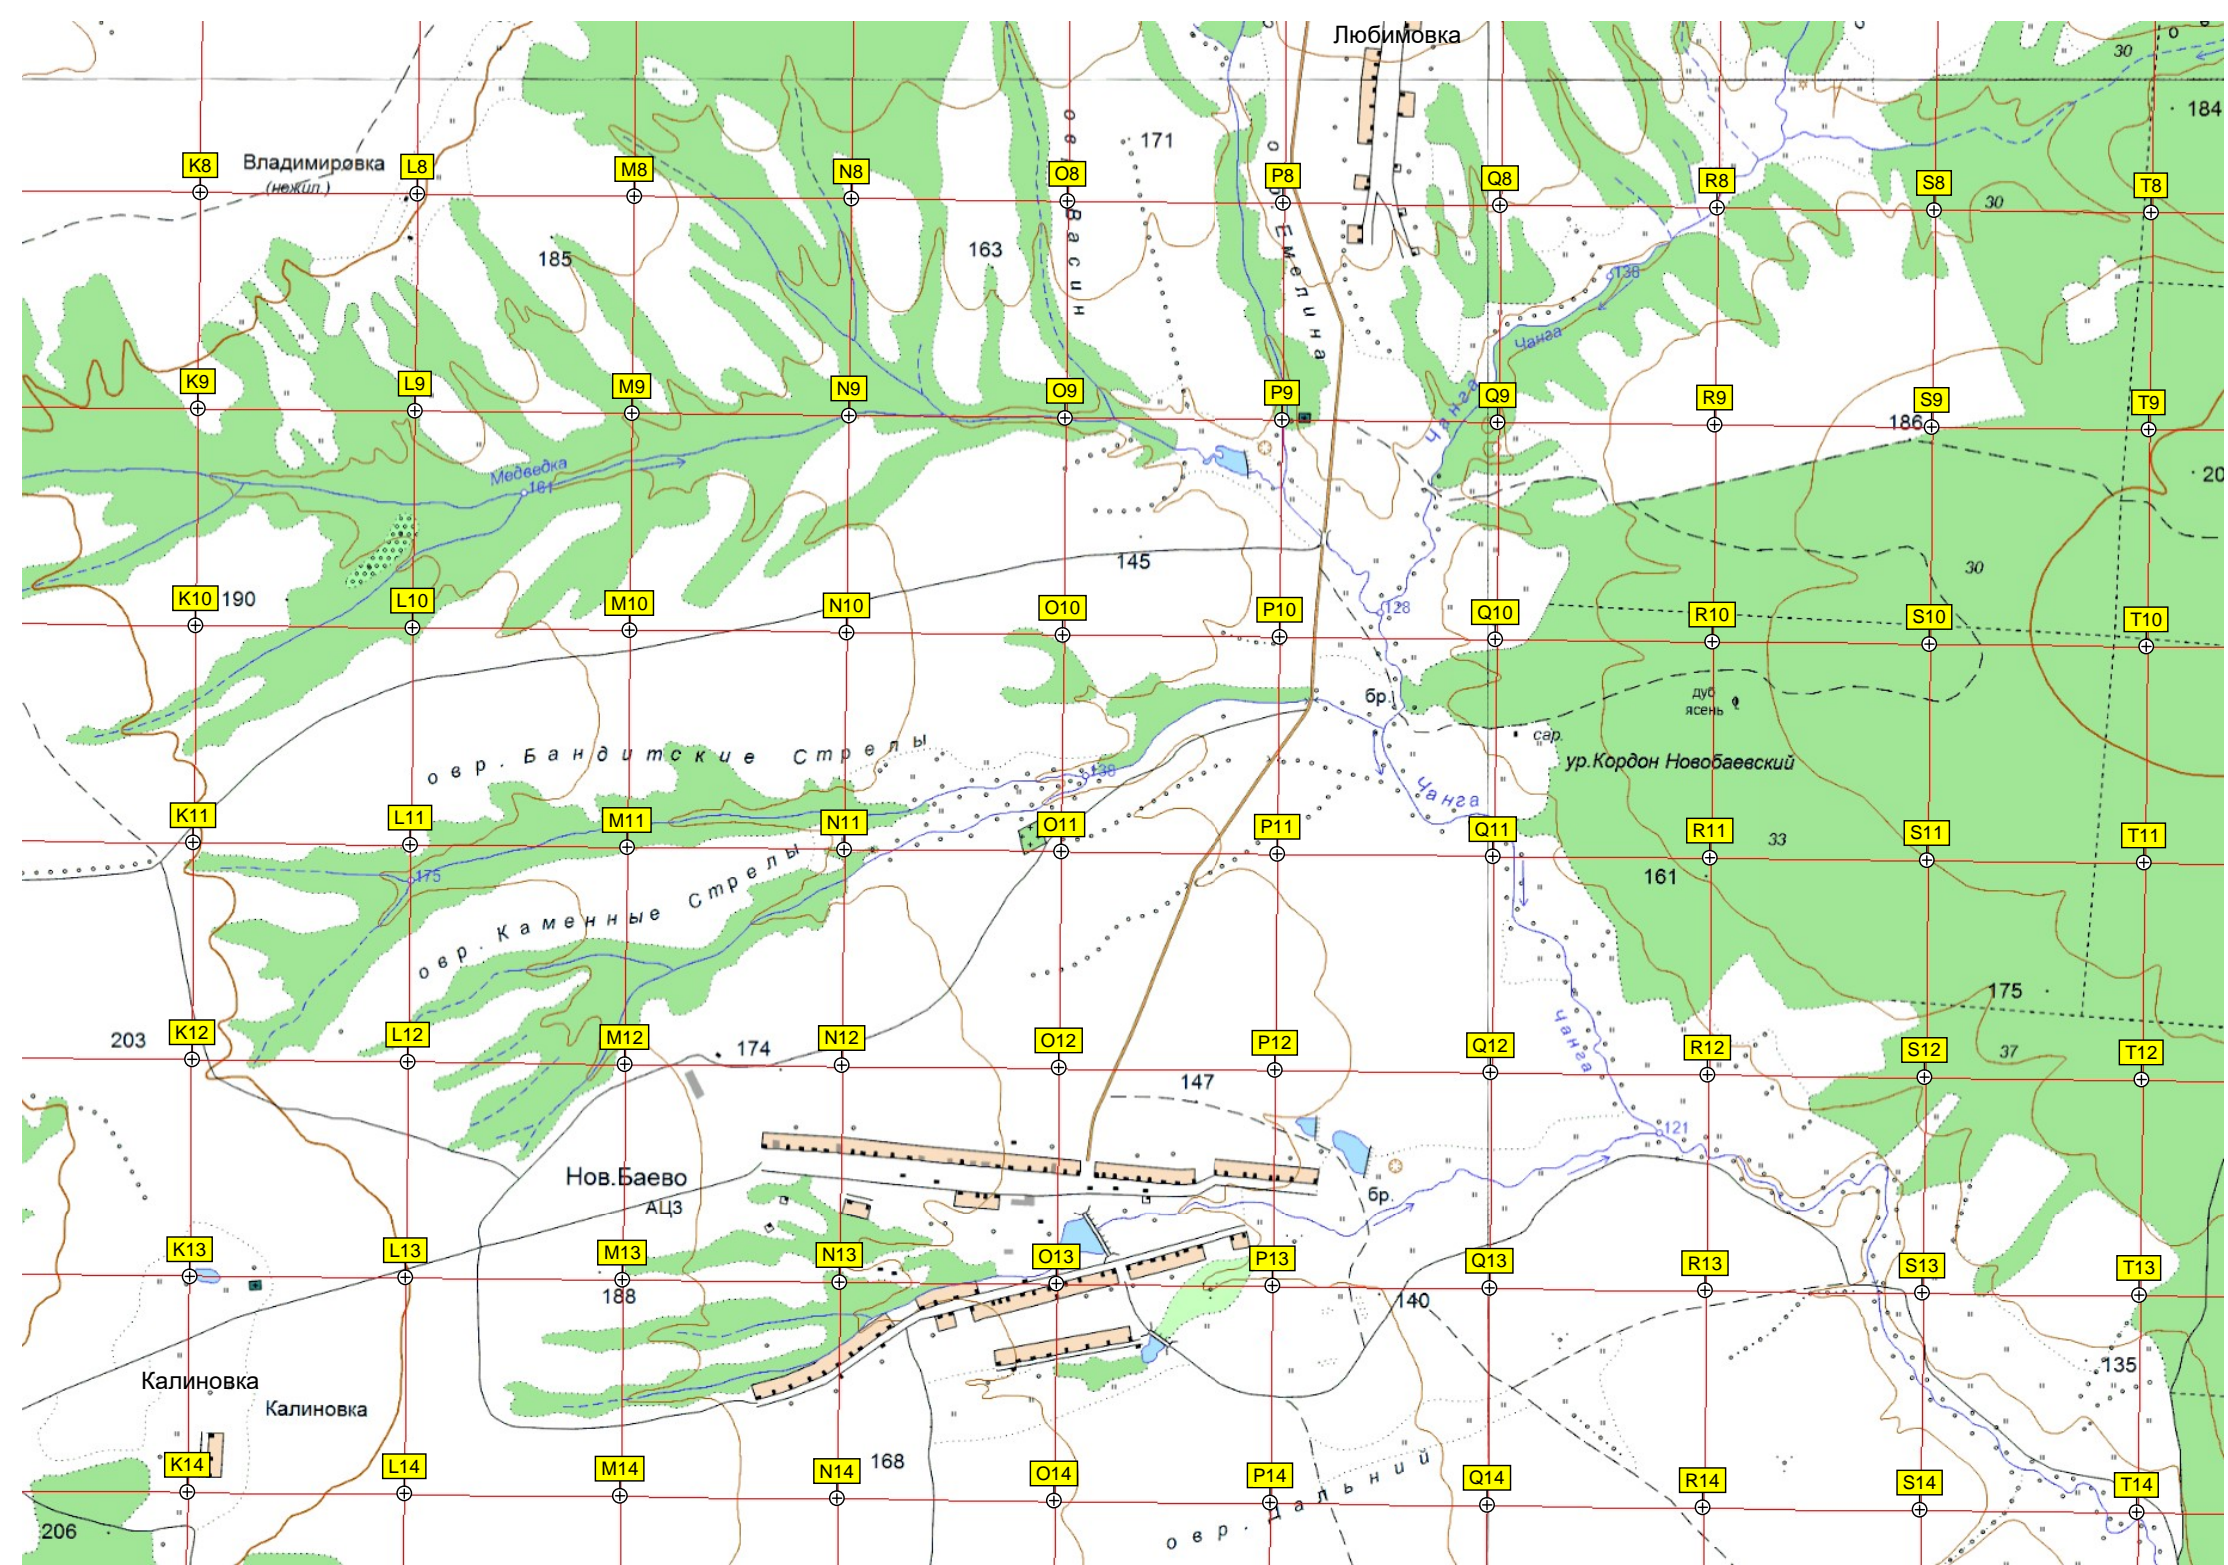 Любимовка
30
184
171
K8
Владимировка
(нежил.)
L8
M8
N8
O8
P8
Q8
R8
S8
30
T8
овр. Васин
овр. Емелина
185
163
138
Чанга
K9
L9
M9
N9
O9
P9
Чанга
Q9
R9
186
S9
T9
Медведка
161
20
145
30
K10
190
L10
M10
N10
O10
P10
128
Q10
R10
S10
T10
бр.
дуб
ясень
сар.
овр. Бандитские Стрелы
138
ур.Кордон Новобаевский
Чанга
K11
L11
M11
N11
O11
P11
Q11
R11
33
S11
T11
175
161
овр. Каменные Стрелы
175
203
K12
L12
M12
174
N12
O12
P12
Q12
Чанга
R12
S12
37
T12
147
121
Нов.Баево
АЦЗ
бр.
K13
L13
M13
N13
O13
P13
Q13
R13
S13
T13
188
140
135
Калиновка
Калиновка
K14
L14
M14
N14
168
O14
P14
Q14
R14
S14
T14
206
овр. Дальний